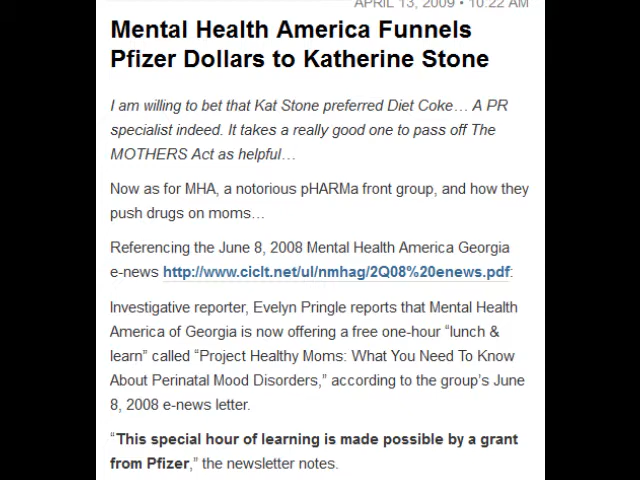 APRIL 13, 2009 • 10:22 AM
Mental Health America Funnels
Pfizer Dollars to Katherine Stone
I am willing to bet that Kat Stone preferred Diet Coke… A PR
specialist indeed. It takes a really good one to pass off The
MOTHERS Act as helpful…
Now as for MHA, a notorious pHARMa front group, and how they
push drugs on moms…
Referencing the June 8, 2008 Mental Health America Georgia
e-news http://www.ciclt.net/ul/nmhag/2Q08%20enews.pdf:
Investigative reporter, Evelyn Pringle reports that Mental Health
America of Georgia is now offering a free one-hour “lunch &
learn” called “Project Healthy Moms: What You Need To Know
About Perinatal Mood Disorders,” according to the group’s June
8, 2008 e-news letter.
“This special hour of learning is made possible by a grant
from Pfizer,” the newsletter notes.